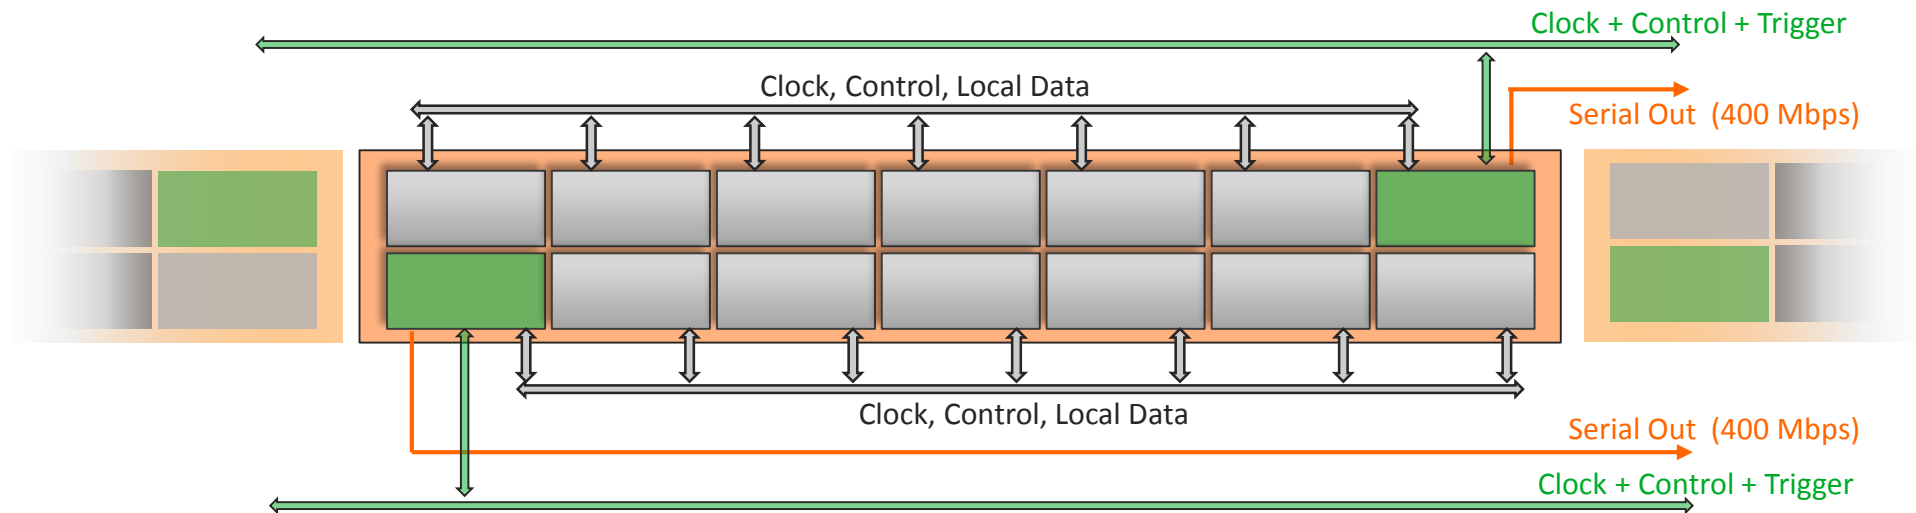 Clock + Control + Trigger
Clock, Control, Local Data
Serial Out  (400 Mbps)
Clock, Control, Local Data
Serial Out  (400 Mbps)
Clock + Control + Trigger